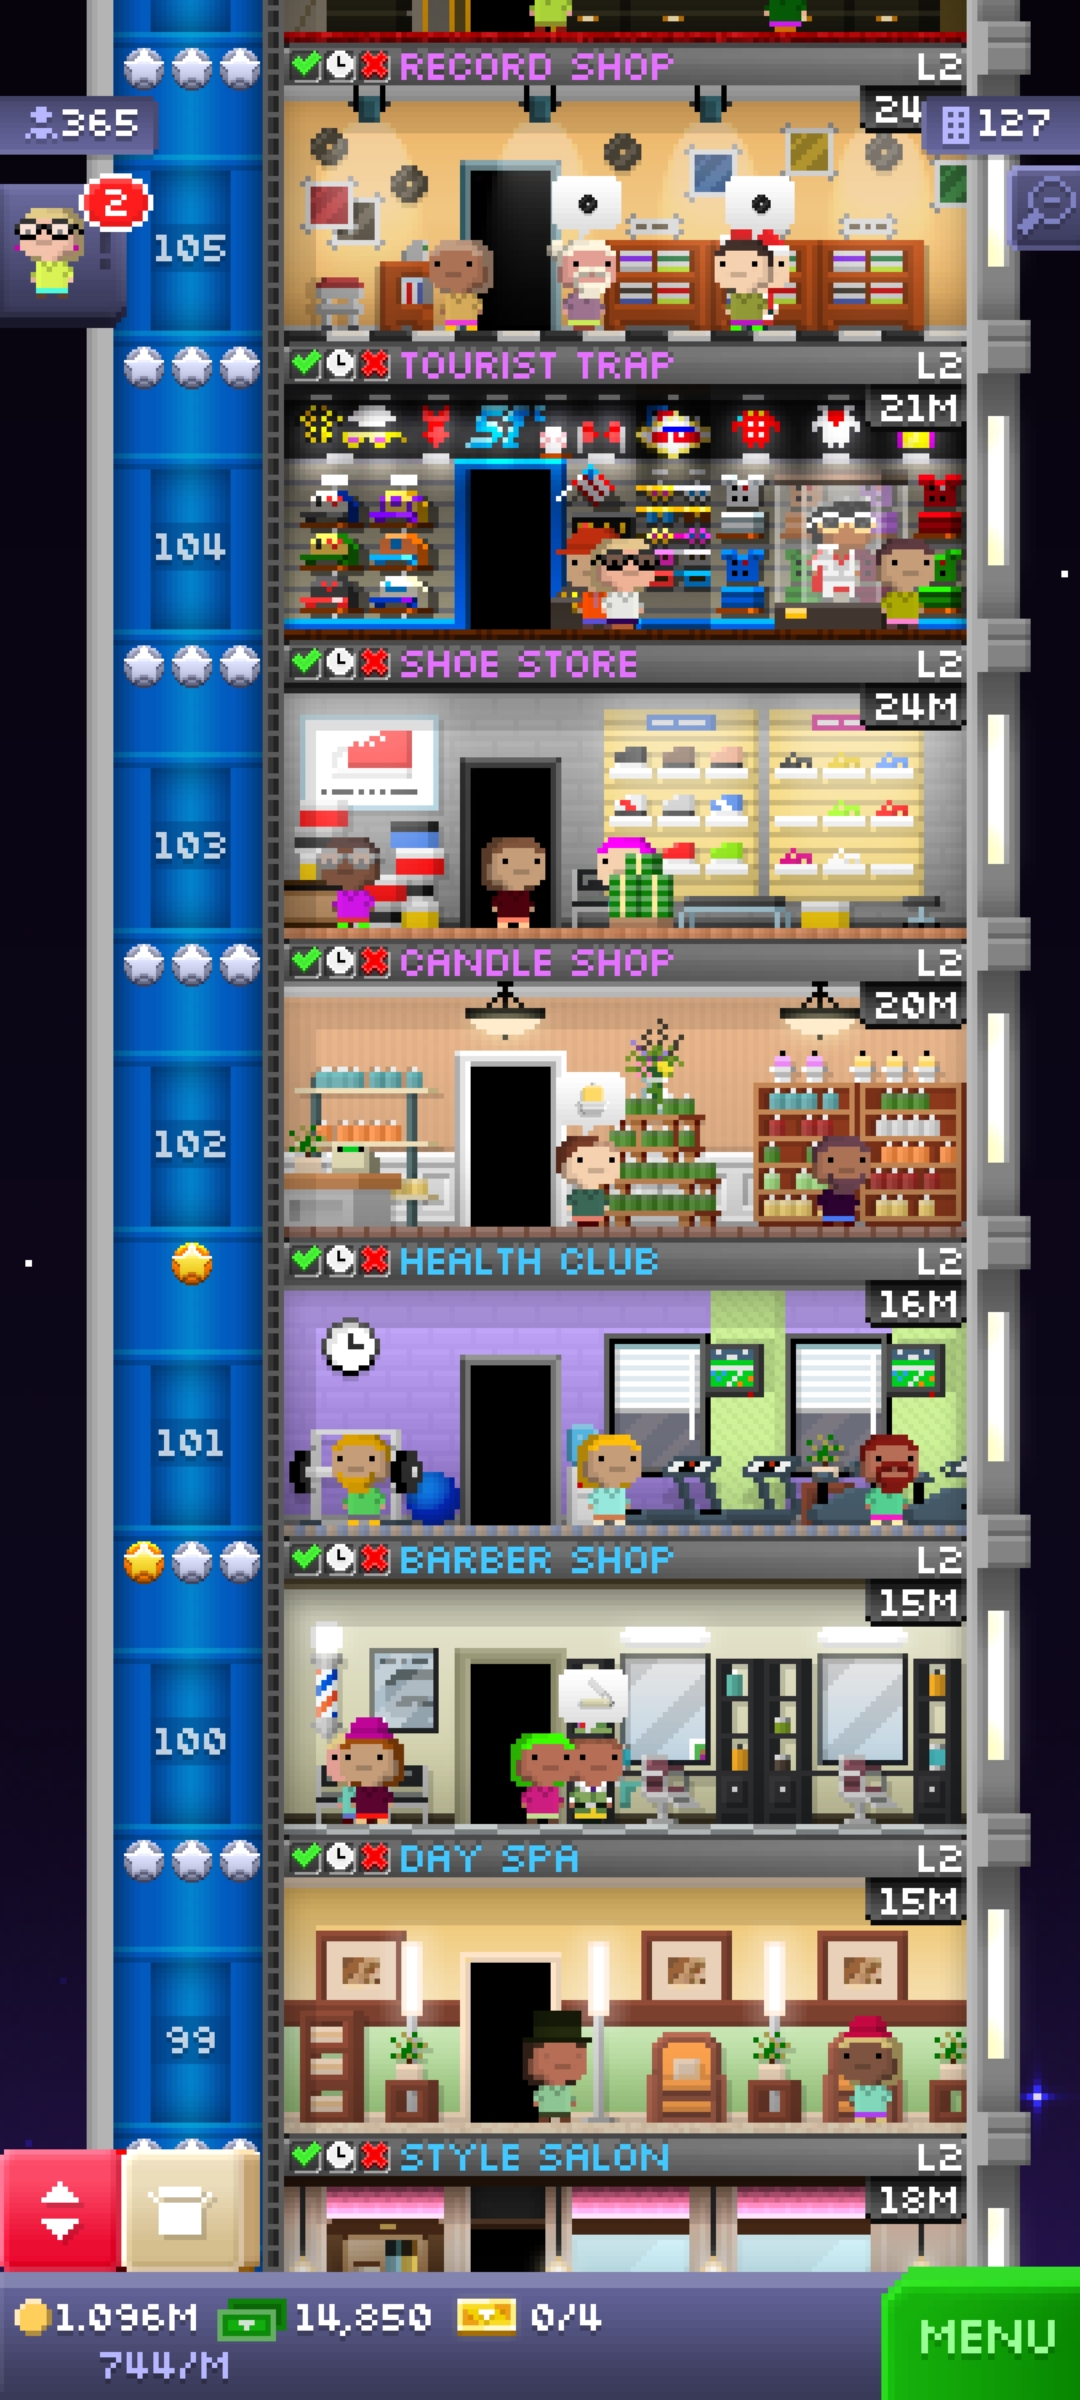 RECORD SHOP L2
24
365
127
2
105
TOURIST TRAP L2
21M
104
SHOE STORE L2
24M
103
CANDLE SHOP L2
20M
102
HEALTH CLUB L2
16M
101
BARBER SHOP L2
15M
100
DAY SPA L2
15M
99
STYLE SALON L2
18M
1.096M 14,850 0/4
744/M
MENU